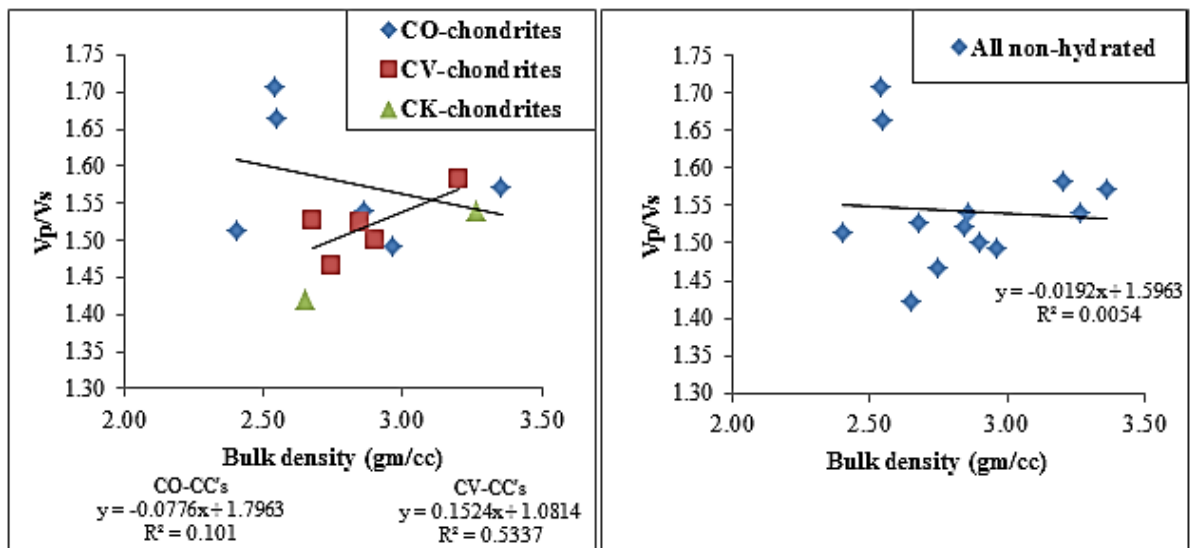 CO-chondrites
CV-chondrites
CK-chondrites
1.75
1.70
1.65
1.60
1.55
1.50
1.45
1.40
1.35
1.30
Vp/Vs
2.00 2.50 3.00 3.50
Bulk density (gm/cc)
CO-CC's
y = -0.0776x+1.7963
R² = 0.101
CV-CC's
y = 0.1524x+1.0814
R² = 0.5337
All non-hydrated
1.75
1.70
1.65
1.60
1.55
1.50
1.45
1.40
1.35
1.30
Vp/Vs
y = -0.0192x+1.5963
R² = 0.0054
2.00 2.50 3.00 3.50
Bulk density (gm/cc)